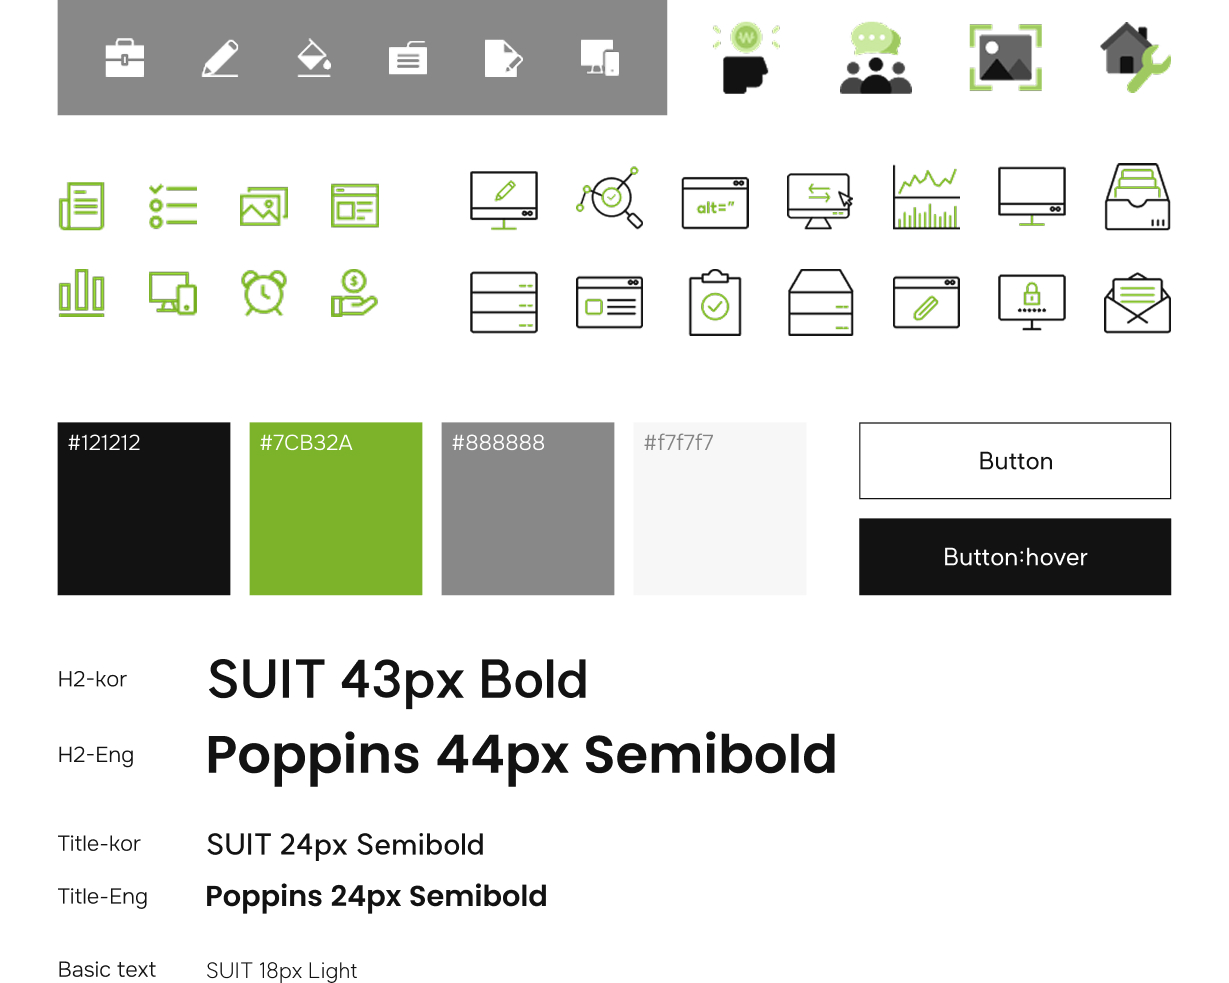 W
alt="
$
#121212
#7CB32A
#888888
#f7f7f7
Button
Button:hover
H2-kor
SUIT 43px Bold
H2-Eng
Poppins 44px Semibold
Title-kor
SUIT 24px Semibold
Title-Eng
Poppins 24px Semibold
Basic text
SUIT 18px Light